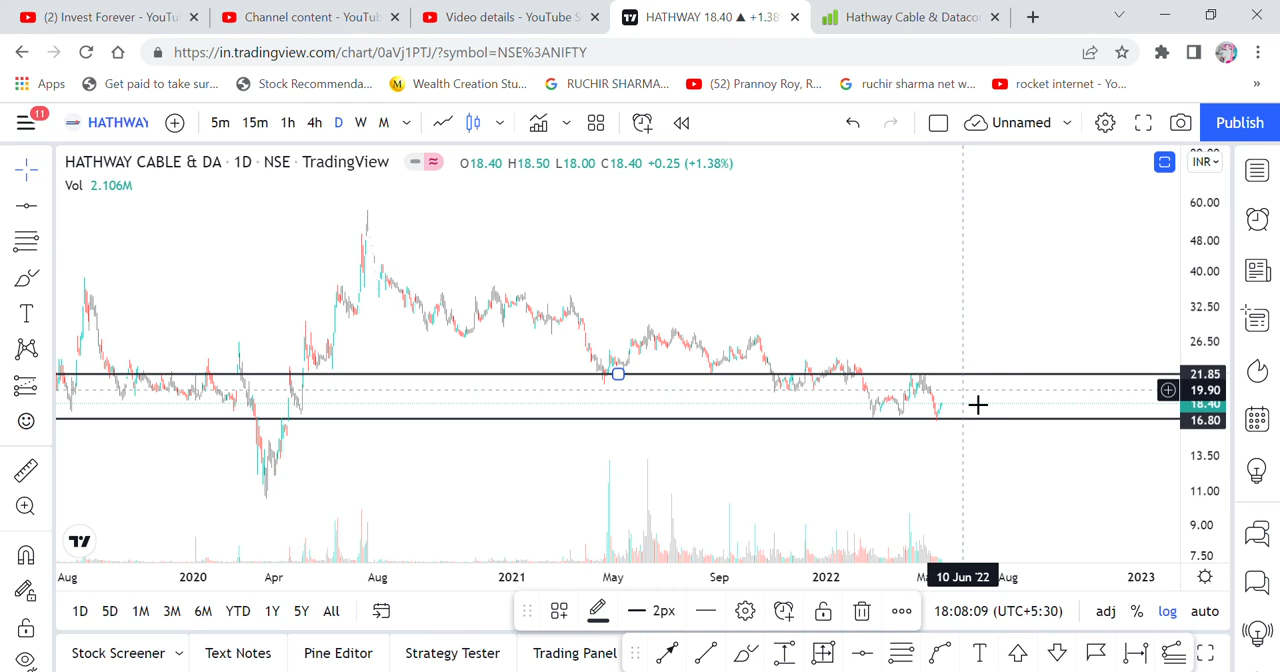 (2) Invest Forever - YouTu
Channel content - YouTub
Video details - YouTube S
HATHWAY 18.40 ▲ +1.38
Hathway Cable & Dataco
https://in.tradingview.com/chart/0aVj1PTJ/?symbol=NSE%3ANIFTY
Apps
Get paid to take sur...
Stock Recommenda...
M
Wealth Creation Stu...
RUCHIR SHARMA...
(52) Prannoy Roy, R...
ruchir sharma net w...
rocket internet - Yo...
»
11
HATHWAY
5m 15m 1h 4h D W M
Unnamed
Publish
HATHWAY CABLE & DA · 1D · NSE · TradingView
O18.40 H18.50 L18.00 C18.40 +0.25 (+1.38%)
INR
Vol 2.106M
60.00
48.00
40.00
32.50
26.50
21.85
19.90
18.40
16.80
13.50
11.00
9.00
7.50
Aug 2020 Apr Aug 2021 May Sep 2022 10 Jun '22 Aug 2023
1D 5D 1M 3M 6M YTD 1Y 5Y All
2px
18:08:09 (UTC+5:30)
adj % log auto
Stock Screener
Text Notes
Pine Editor
Strategy Tester
Trading Panel